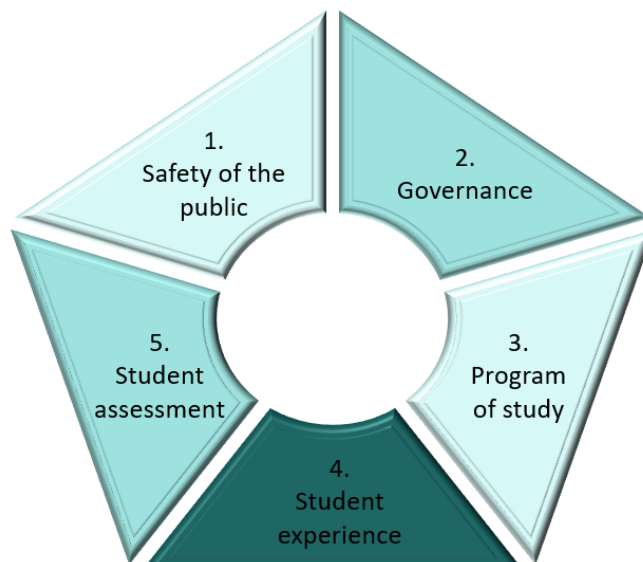 1.
Safety of the
public
2.
Governance
3.
Program
of study
4.
Student
experience
5.
Student
assessment